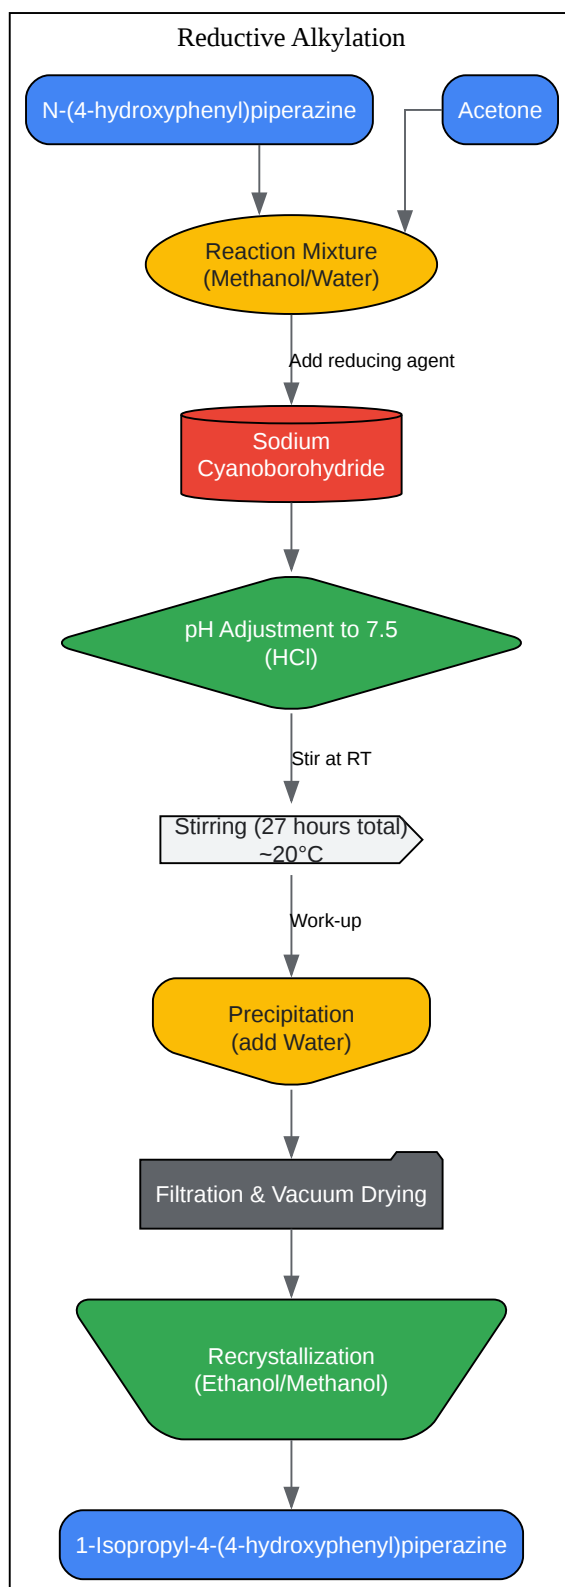 Reductive Alkylation
N-(4-hydroxyphenyl)piperazine
Acetone
Reaction Mixture
(Methanol/Water)
Add reducing agent
Sodium
Cyanoborohydride
pH Adjustment to 7.5
(HCl)
Stir at RT
Stirring (27 hours total)
~20°C
Work-up
Precipitation
(add Water)
Filtration & Vacuum Drying
Recrystallization
(Ethanol/Methanol)
1-Isopropyl-4-(4-hydroxyphenyl)piperazine